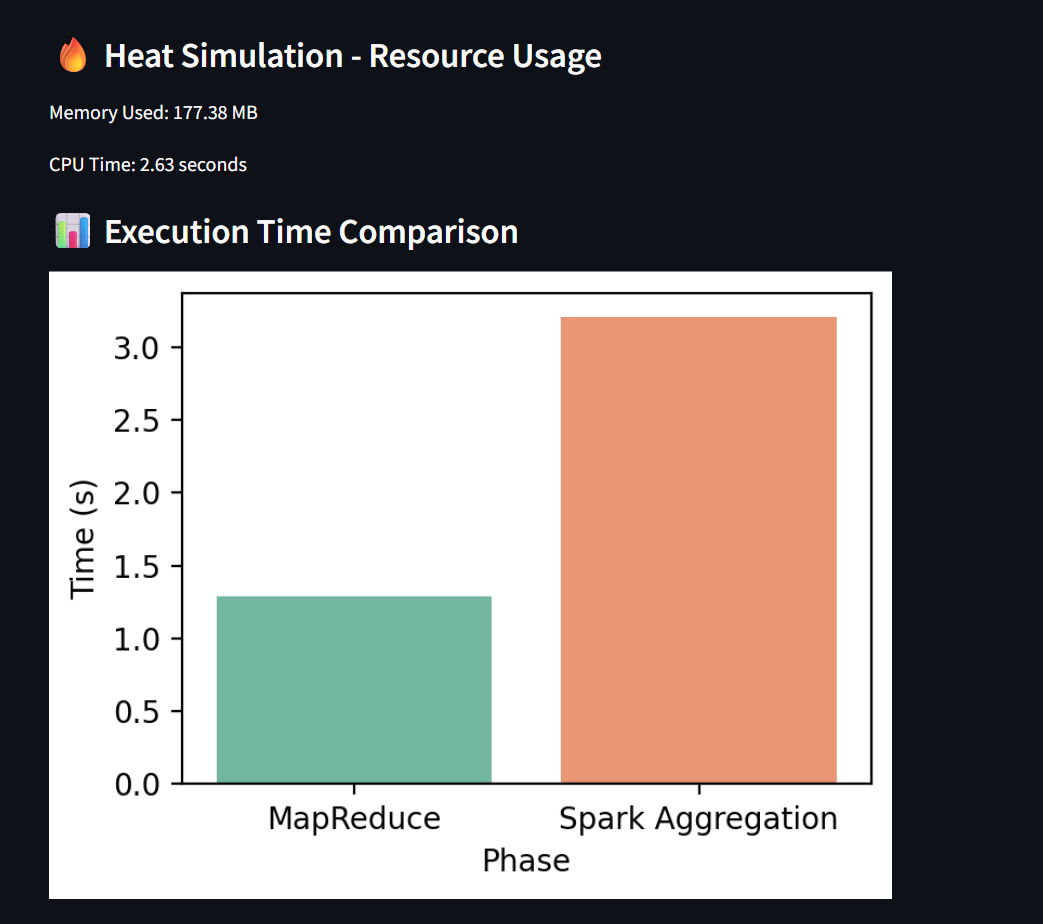 Heat Simulation - Resource Usage
Memory Used: 177.38 MB
CPU Time: 2.63 seconds
Execution Time Comparison
3.0
2.5
2.0
1.5
1.0
0.5
0.0
Time (s)
MapReduce Spark Aggregation
Phase